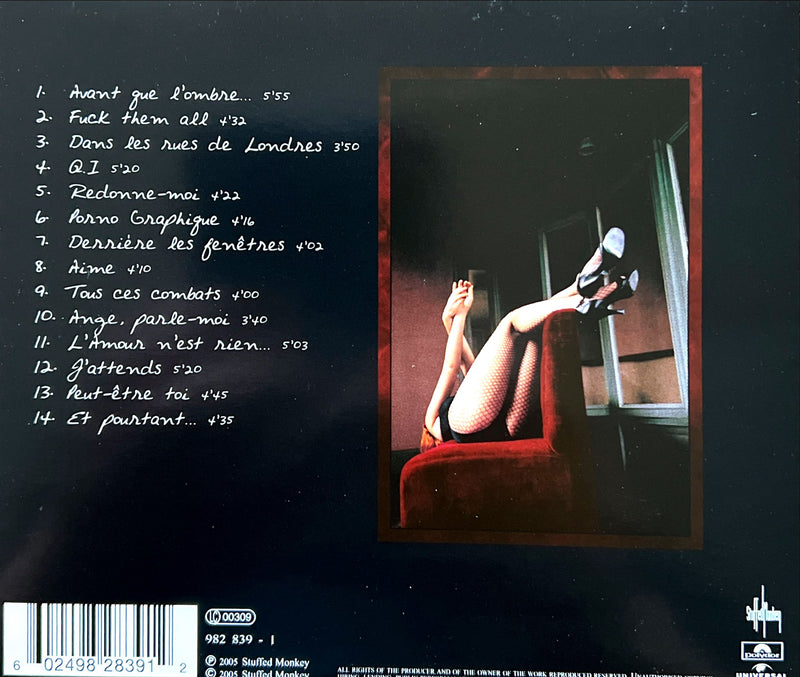 1. Avant que l'ombre... 5'55
2. Fuck them all 4'32
3. Dans les rues de Londres 3'50
4. Q.I 5'20
5. Redonne-moi 4'22
6. Porno Graphique 4'16
7. Derrière les fenêtres 4'02
8. Aime 4'10
9. Tous ces combats 4'00
10. Ange, parle-moi 3'40
11. L'Amour n'est rien... 5'03
12. J'attends 5'20
13. Peut-être toi 4'45
14. Et pourtant... 4'35
LC 00309
982 839 - 1
℗ 2005 Stuffed Monkey
© 2005 Stuffed Monkey
6 02498 28391 2
ALL RIGHTS OF THE PRODUCER AND OF THE OWNER OF THE WORK REPRODUCED RESERVED. UNAUTHORISED
Stuffed Monkey
polydor
UNIVERSAL